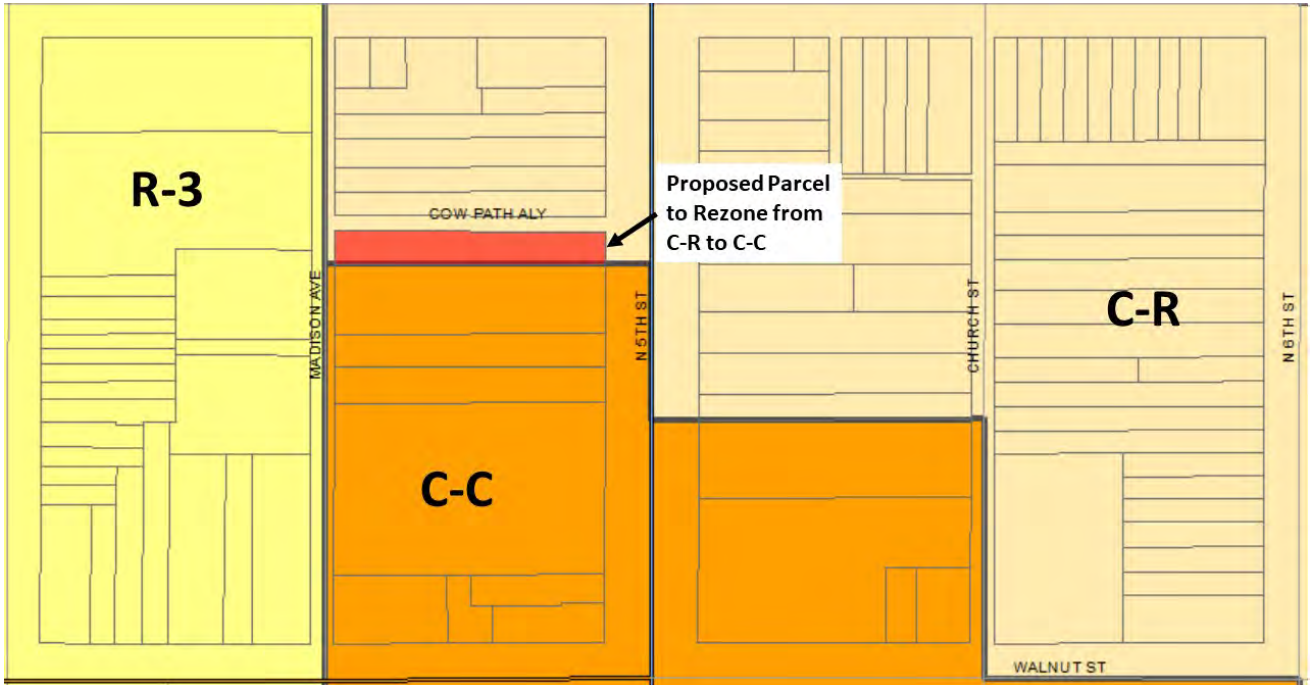 R-3
COW PATH ALY
Proposed Parcel
to Rezone from
C-R to C-C
MADISON AVE
N 5TH ST
CHURCH ST
C-R
N 6TH ST
C-C
WALNUT ST